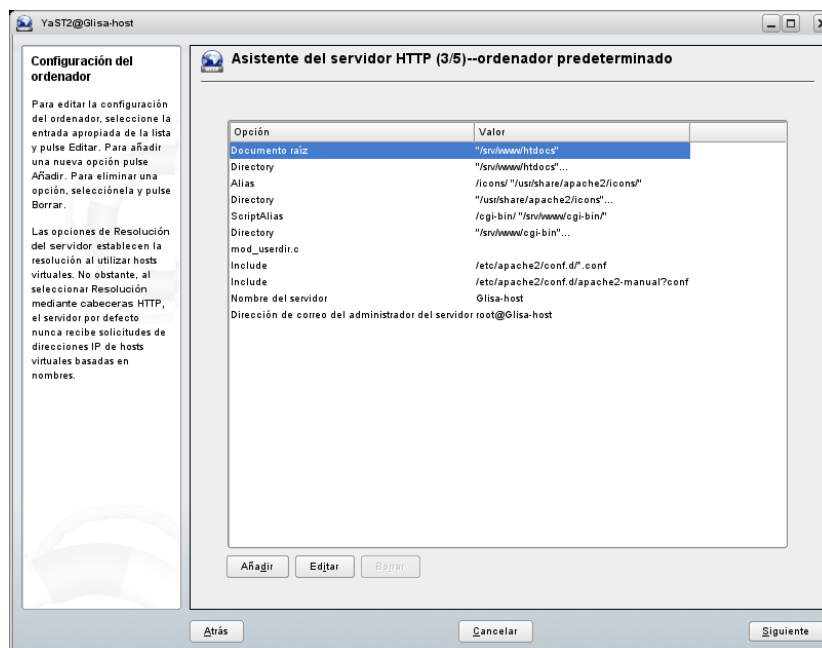 YaST2@Glisa-host
Configuración del
ordenador
Para editar la configuración
del ordenador, seleccione la
entrada apropiada de la lista
y pulse Editar. Para añadir
una nueva opción pulse
Añadir. Para eliminar una
opción, selecciónela y pulse
Borrar.
Las opciones de Resolución
del servidor establecen la
resolución al utilizar hosts
virtuales. No obstante, al
seleccionar Resolución
mediante cabeceras HTTP,
el servidor por defecto
nunca recibe solicitudes de
direcciones IP de hosts
virtuales basadas en
nombres.
Asistente del servidor HTTP (3/5)--ordenador predeterminado
Opción Valor
Documento raíz "/srv/www/htdocs"
Directory "/srv/www/htdocs"...
Alias /icons/ "/usr/share/apache2/icons/"
Directory "/usr/share/apache2/icons"...
ScriptAlias /cgi-bin/ "/srv/www/cgi-bin/"
Directory "/srv/www/cgi-bin"...
mod_userdir.c
Include /etc/apache2/conf.d/*.conf
Include /etc/apache2/conf.d/apache2-manual?conf
Nombre del servidor Glisa-host
Dirección de correo del administrador del servidor root@Glisa-host
Añadir Editar Borrar
Atrás Cancelar Siguiente